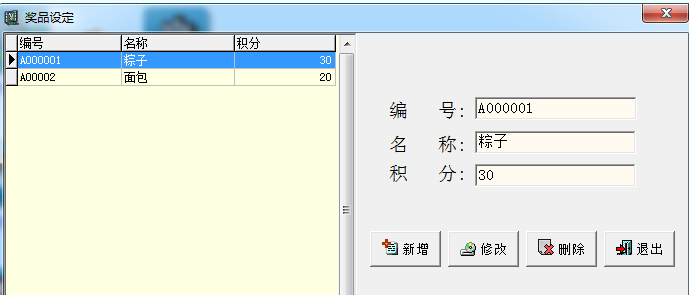 奖品设定
编号 名称 积分
A000001 粽子 30
A00002 面包 20
编 号: A000001
名 称: 粽子
积 分: 30
新增 修改 删除 退出